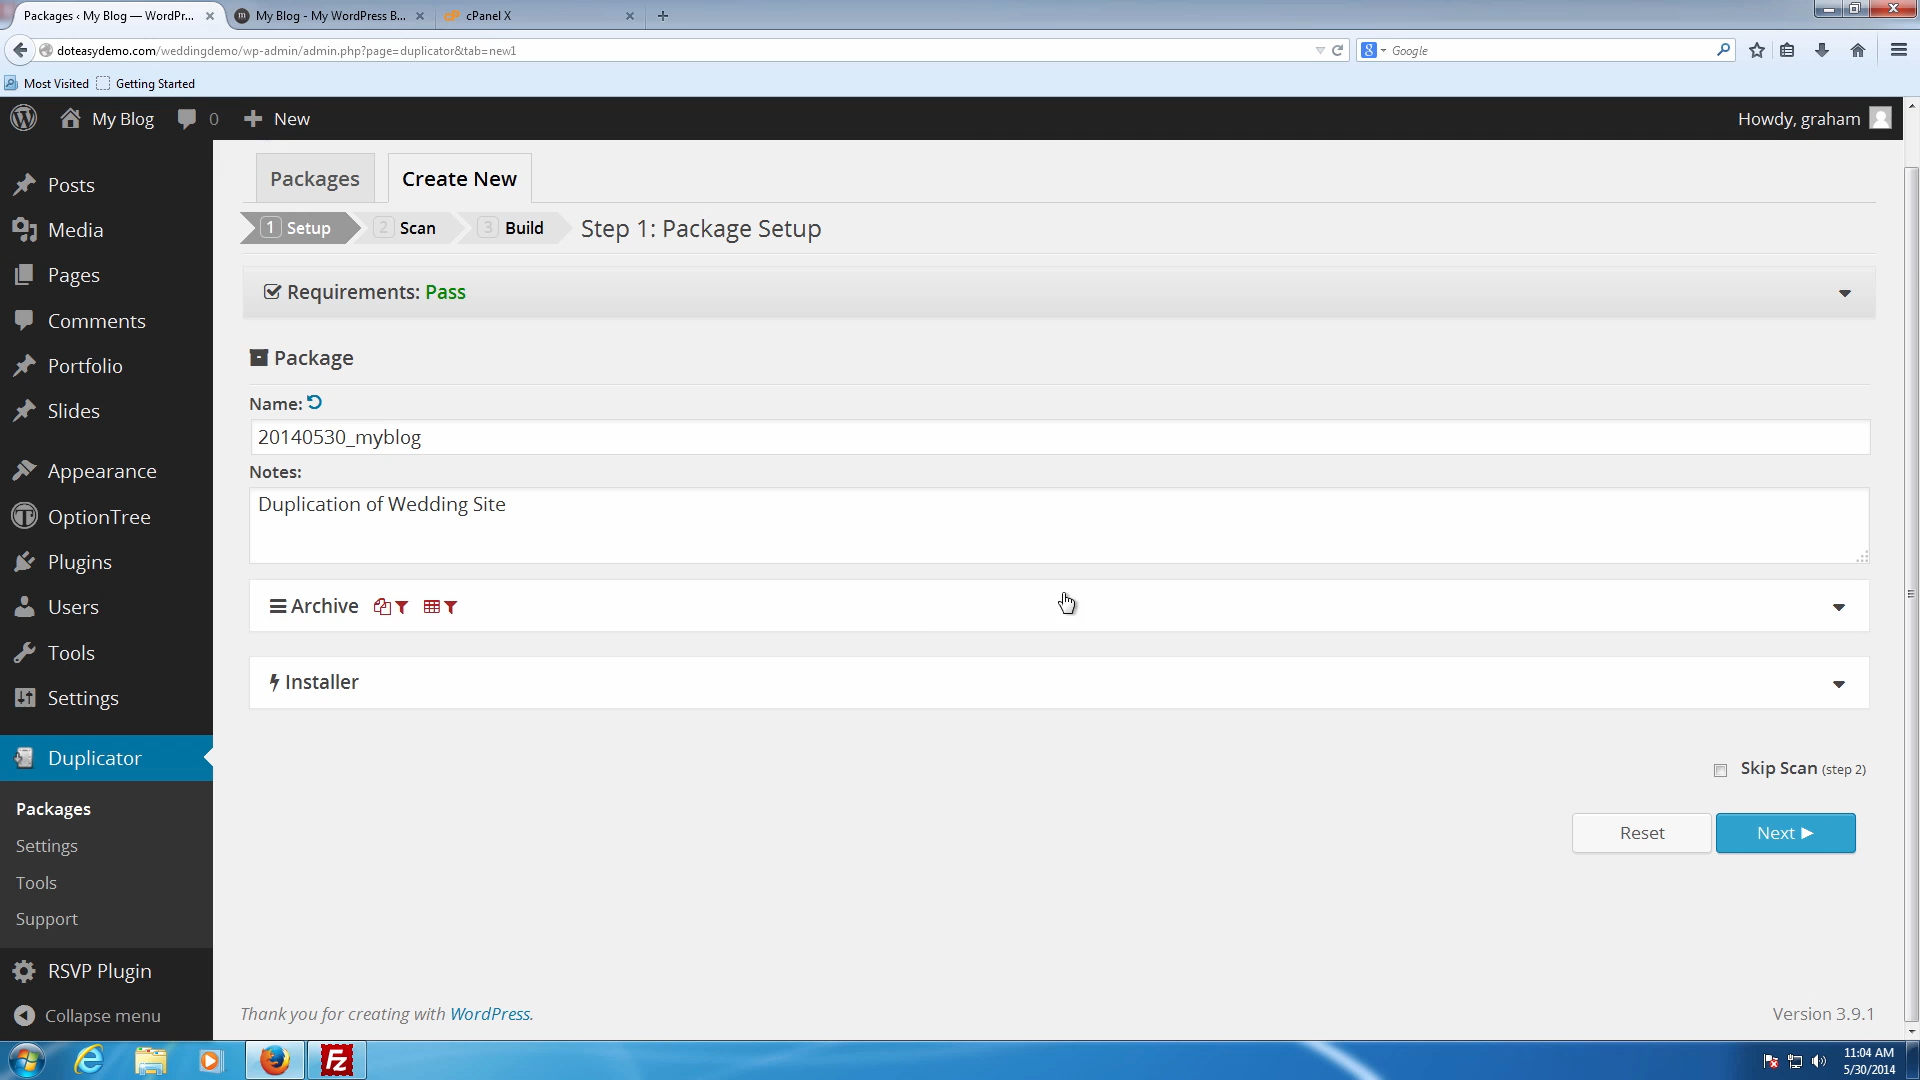 Packages ‹ My Blog — WordPr...
My Blog - My WordPress B...
cPanel X
doteasydemo.com/weddingdemo/wp-admin/admin.php?page=duplicator&tab=new1
Google
Most Visited
Getting Started
My Blog
0
New
Howdy, graham
Posts
Media
Pages
Comments
Portfolio
Slides
Appearance
OptionTree
Plugins
Users
Tools
Settings
Duplicator
Packages
Settings
Tools
Support
RSVP Plugin
Collapse menu
Packages
Create New
1 Setup
2 Scan
3 Build
Step 1: Package Setup
Requirements: Pass
Package
Name:
20140530_myblog
Notes:
Duplication of Wedding Site
Archive
Installer
Skip Scan (step 2)
Reset
Next
Thank you for creating with WordPress.
Version 3.9.1
11:04 AM
5/30/2014